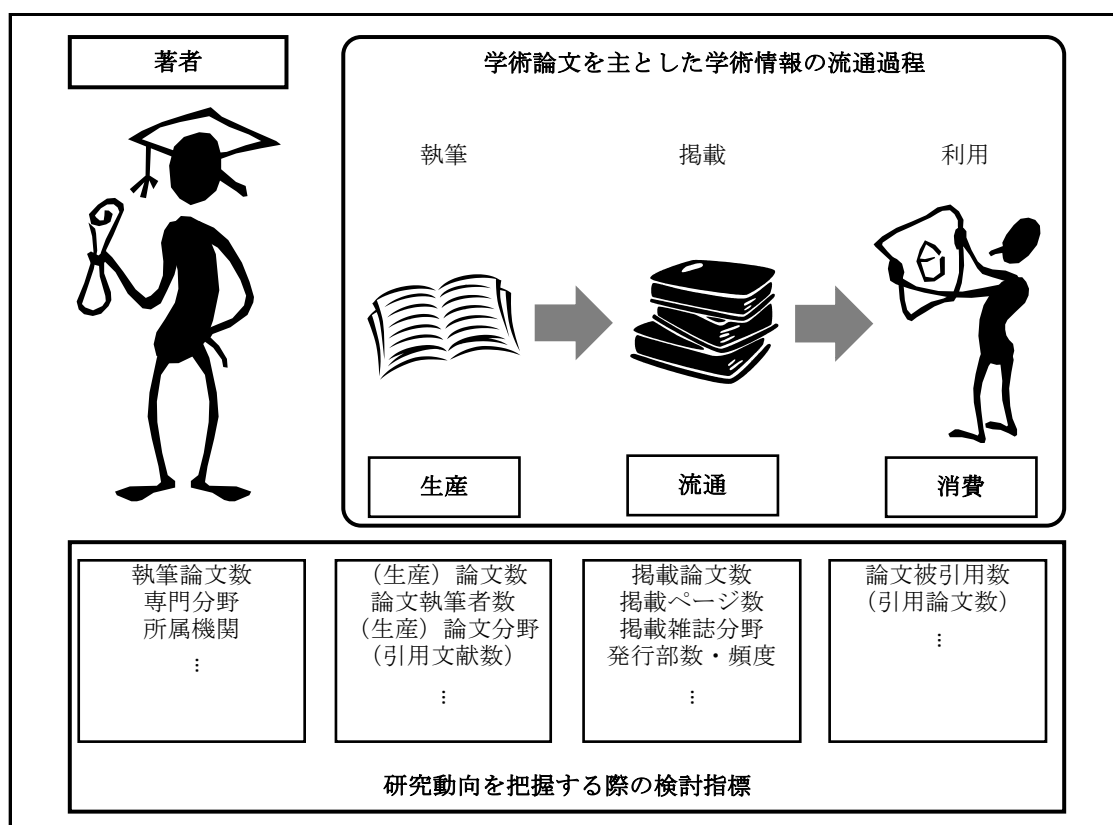 著者
学術論文を主とした学術情報の流通過程
執筆
掲載
利用
生産
流通
消費
執筆論文数
専門分野
所属機関
⋮
（生産）論文数
論文執筆者数
（生産）論文分野
（引用文献数）
⋮
掲載論文数
掲載ページ数
掲載雑誌分野
発行部数・頻度
⋮
論文被引用数
（引用論文数）
⋮
研究動向を把握する際の検討指標